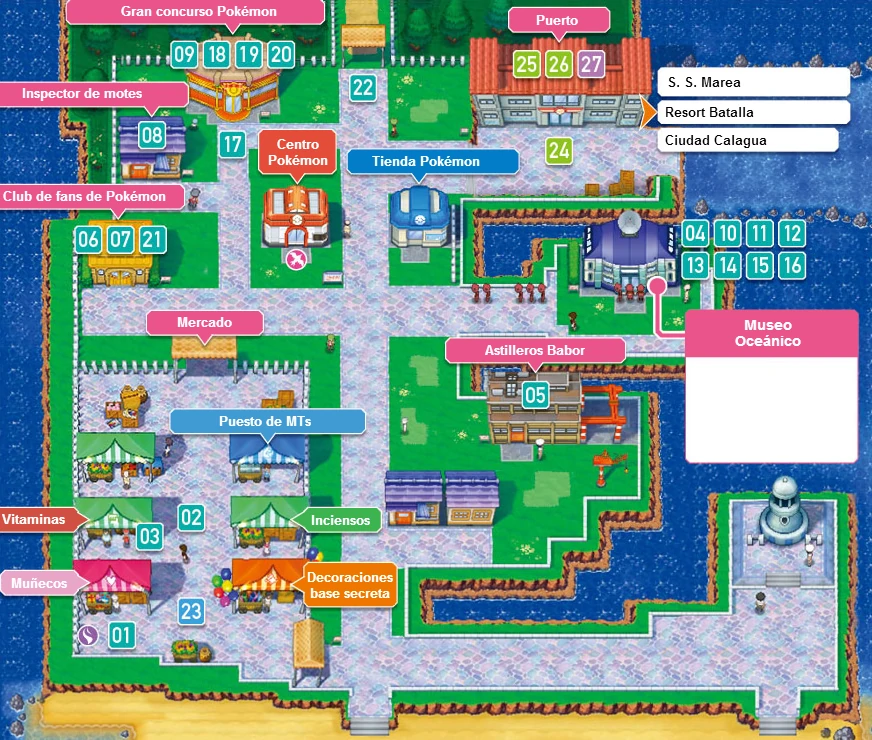 Gran concurso Pokémon
09 18 19 20
Puerto
25 26 27
S. S. Marea
Resort Batalla
Ciudad Calagua
22
24
Inspector de motes
08
17
Centro
Pokémon
Tienda Pokémon
Club de fans de Pokémon
06 07 21
04 10 11 12
13 14 15 16
Museo
Oceánico
Mercado
Astilleros Babor
05
Puesto de MTs
Vitaminas
02
03
Inciensos
Muñecos
Decoraciones
base secreta
23
01